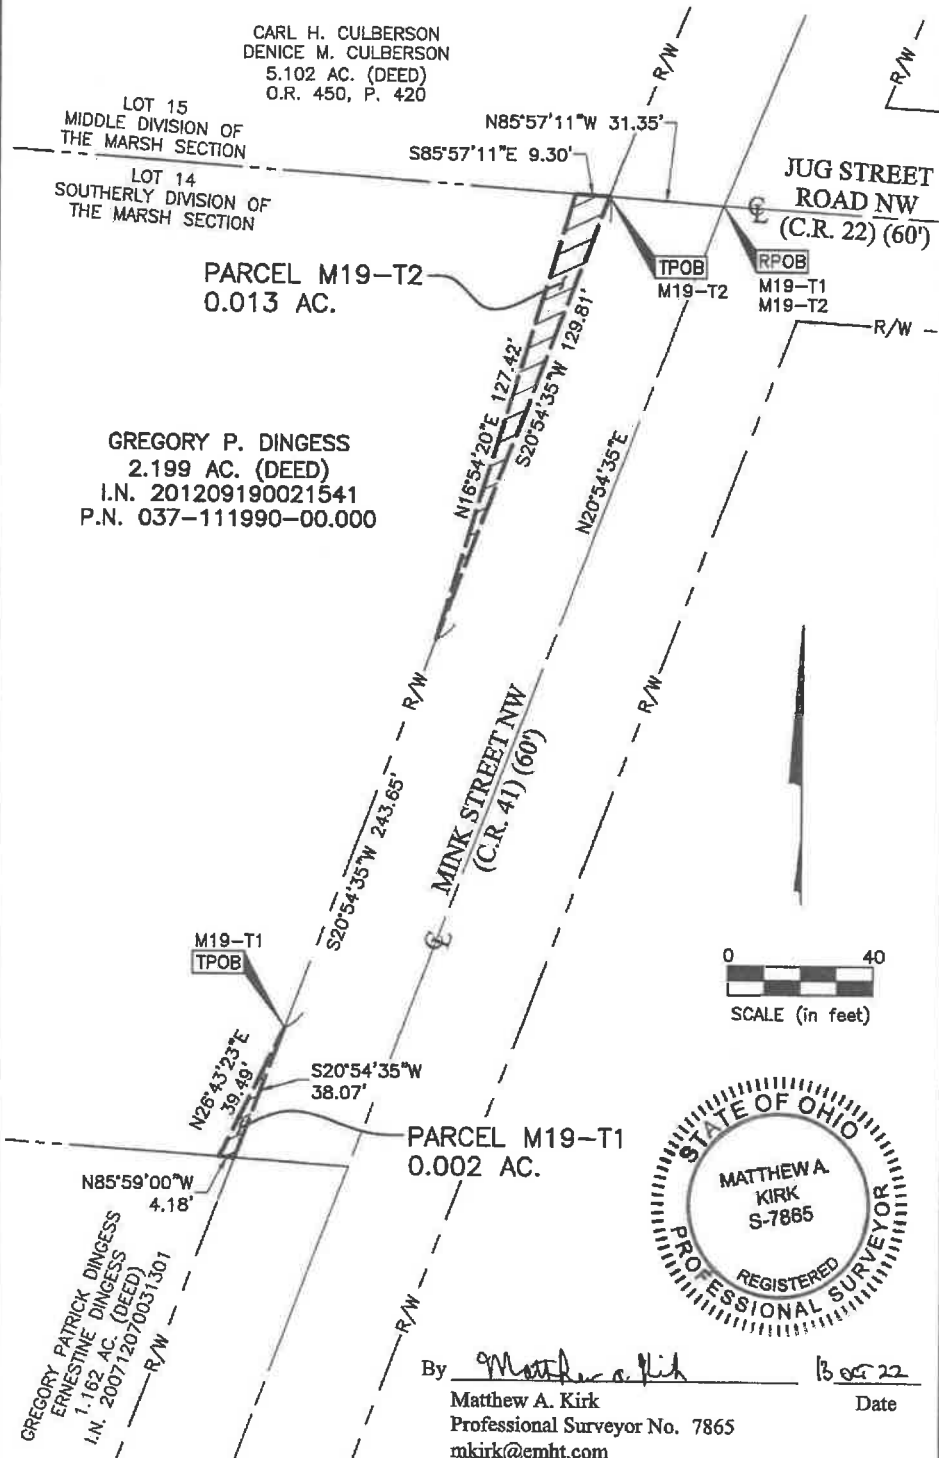 CARL H. CULBERSON
DENICE M. CULBERSON
5.102 AC. (DEED)
O.R. 450, P. 420
R/W
R/W
LOT 15
MIDDLE DIVISION OF
THE MARSH SECTION
N85°57'11"W 31.35'
S85°57'11"E 9.30'
LOT 14
SOUTHERLY DIVISION OF
THE MARSH SECTION
JUG STREET
ROAD NW
(C.R. 22) (60')
PARCEL M19-T2
0.013 AC.
TPOB
M19-T2
RPOB
M19-T1
M19-T2
R/W
N16°54'20"E 127.42'
S20°54'35"W 129.81'
N20°54'35"E
GREGORY P. DINGESS
2.199 AC. (DEED)
I.N. 201209190021541
P.N. 037-111990-00.000
R/W
R/W
MINK STREET NW
(C.R. 41) (60')
S20°54'35"W 243.65'
M19-T1
TPOB
0 40
SCALE (in feet)
N26°43'23"E
39.49'
S20°54'35"W
38.07'
PARCEL M19-T1
0.002 AC.
N85°59'00"W
4.18'
GREGORY PATRICK DINGESS
ERNESTINE DINGESS
1.162 AC. (DEED)
I.N. 200712070031301
R/W
R/W
STATE OF OHIO
MATTHEW A.
KIRK
S-7865
REGISTERED
PROFESSIONAL SURVEYOR
By Matthew A. Kirk 13 OCT 22
Matthew A. Kirk Date
Professional Surveyor No. 7865
mkirk@emht.com